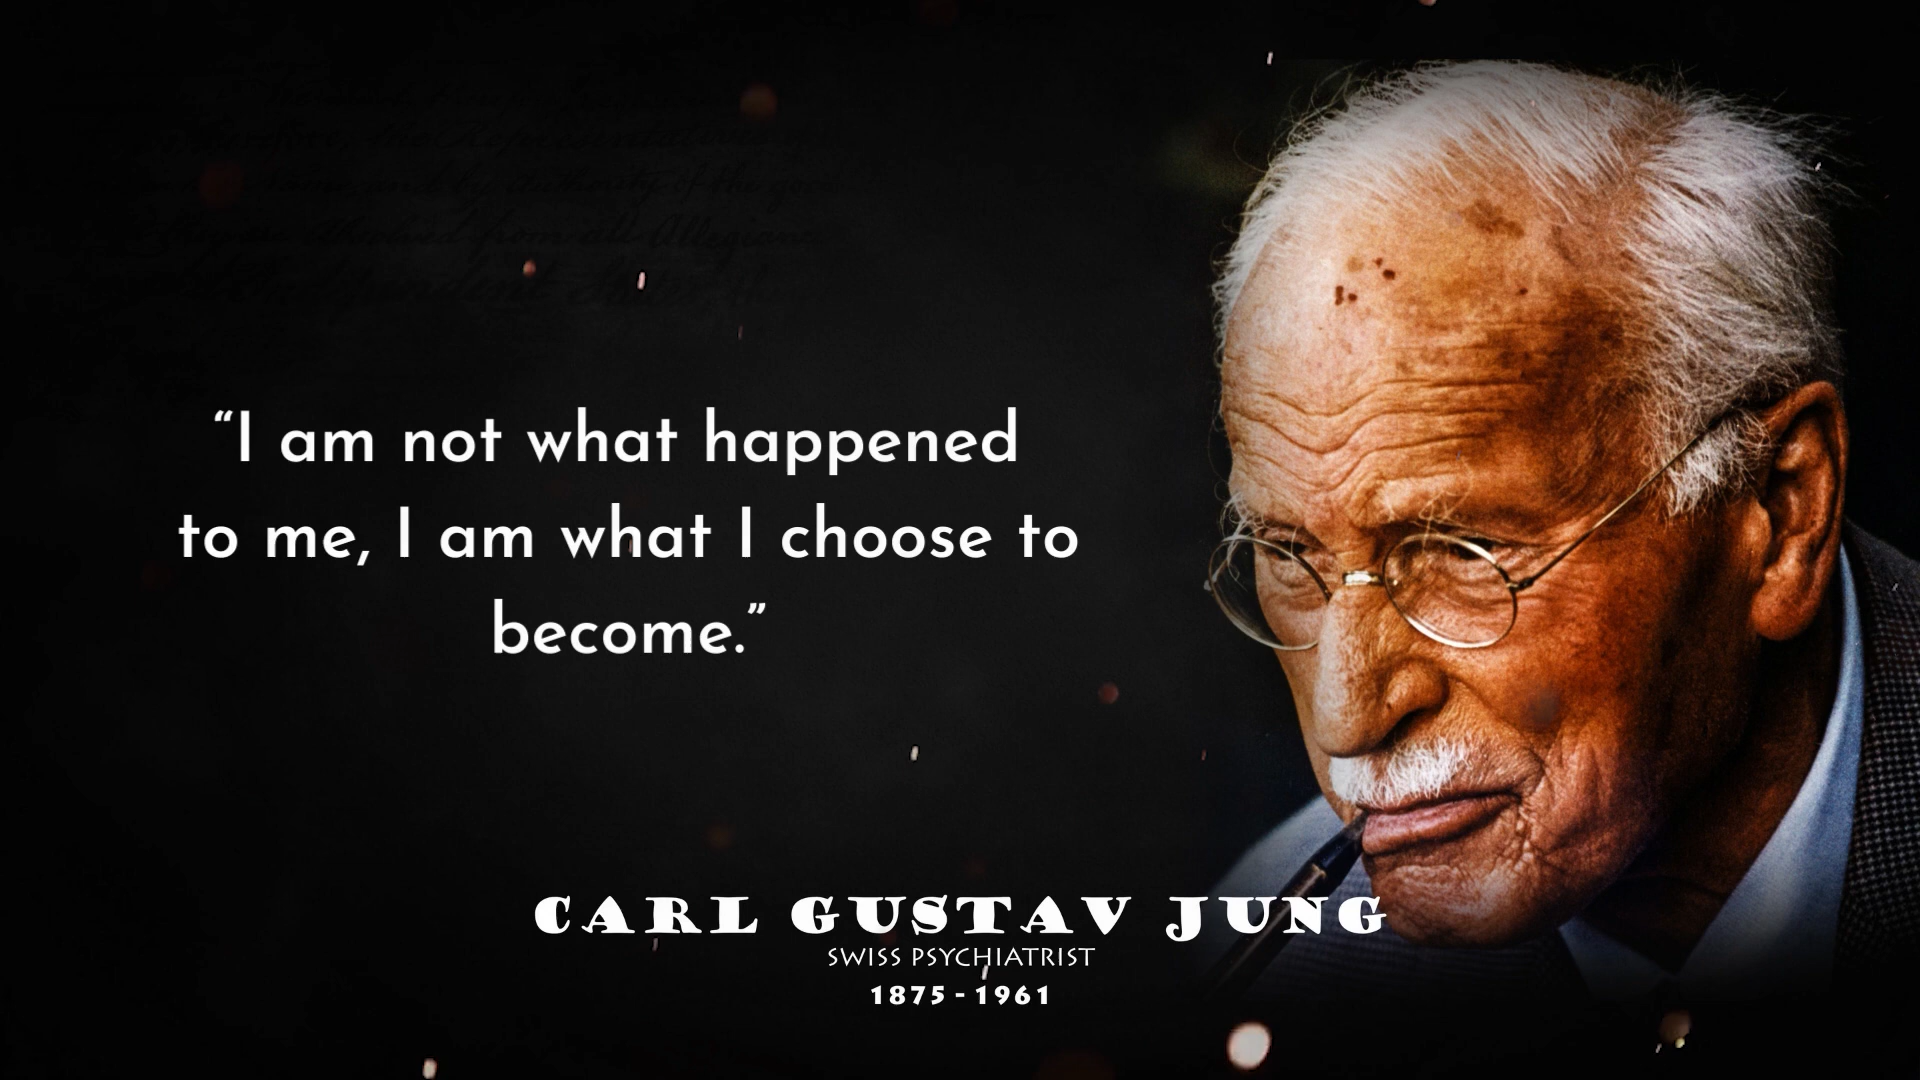 “I am not what happened
to me, I am what I choose to
become.”
CARL GUSTAV JUNG
SWISS PSYCHIATRIST
1875 - 1961